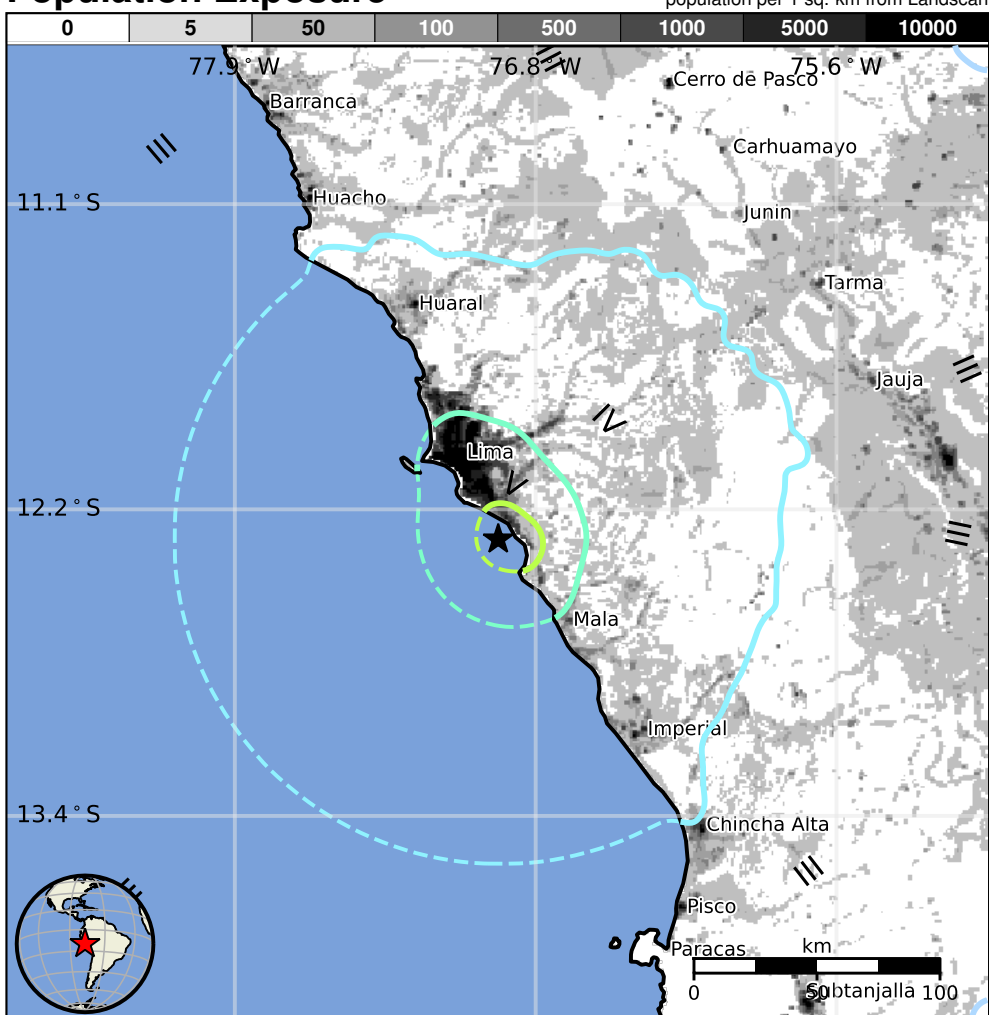 Population Exposure
population per 1 sq. km from Landscan
0 5 50 100 500 1000 5000 10000
77.9°W 76.8°W 75.6°W
III
Cerro de Pasco
Barranca
III
Carhuamayo
11.1°S
Huacho
Junin
Tarma
Huaral
III
Jauja
IV
Lima
V
12.2°S
III
Mala
Imperial
13.4°S
Chincha Alta
III
Pisco
Paracas
km
0 50 100
Subtanjalla